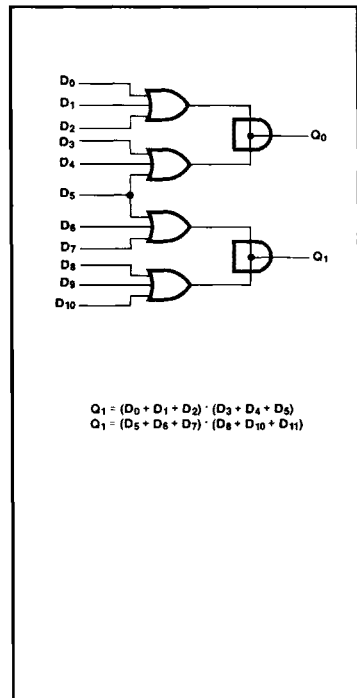 D0
D1
D2
D3
D4
D5
D6
D7
D8
D9
D10
Q0
Q1
Q1 = (D0 + D1 + D2) · (D3 + D4 + D5)
Q1 = (D5 + D6 + D7) · (D8 + D10 + D11)